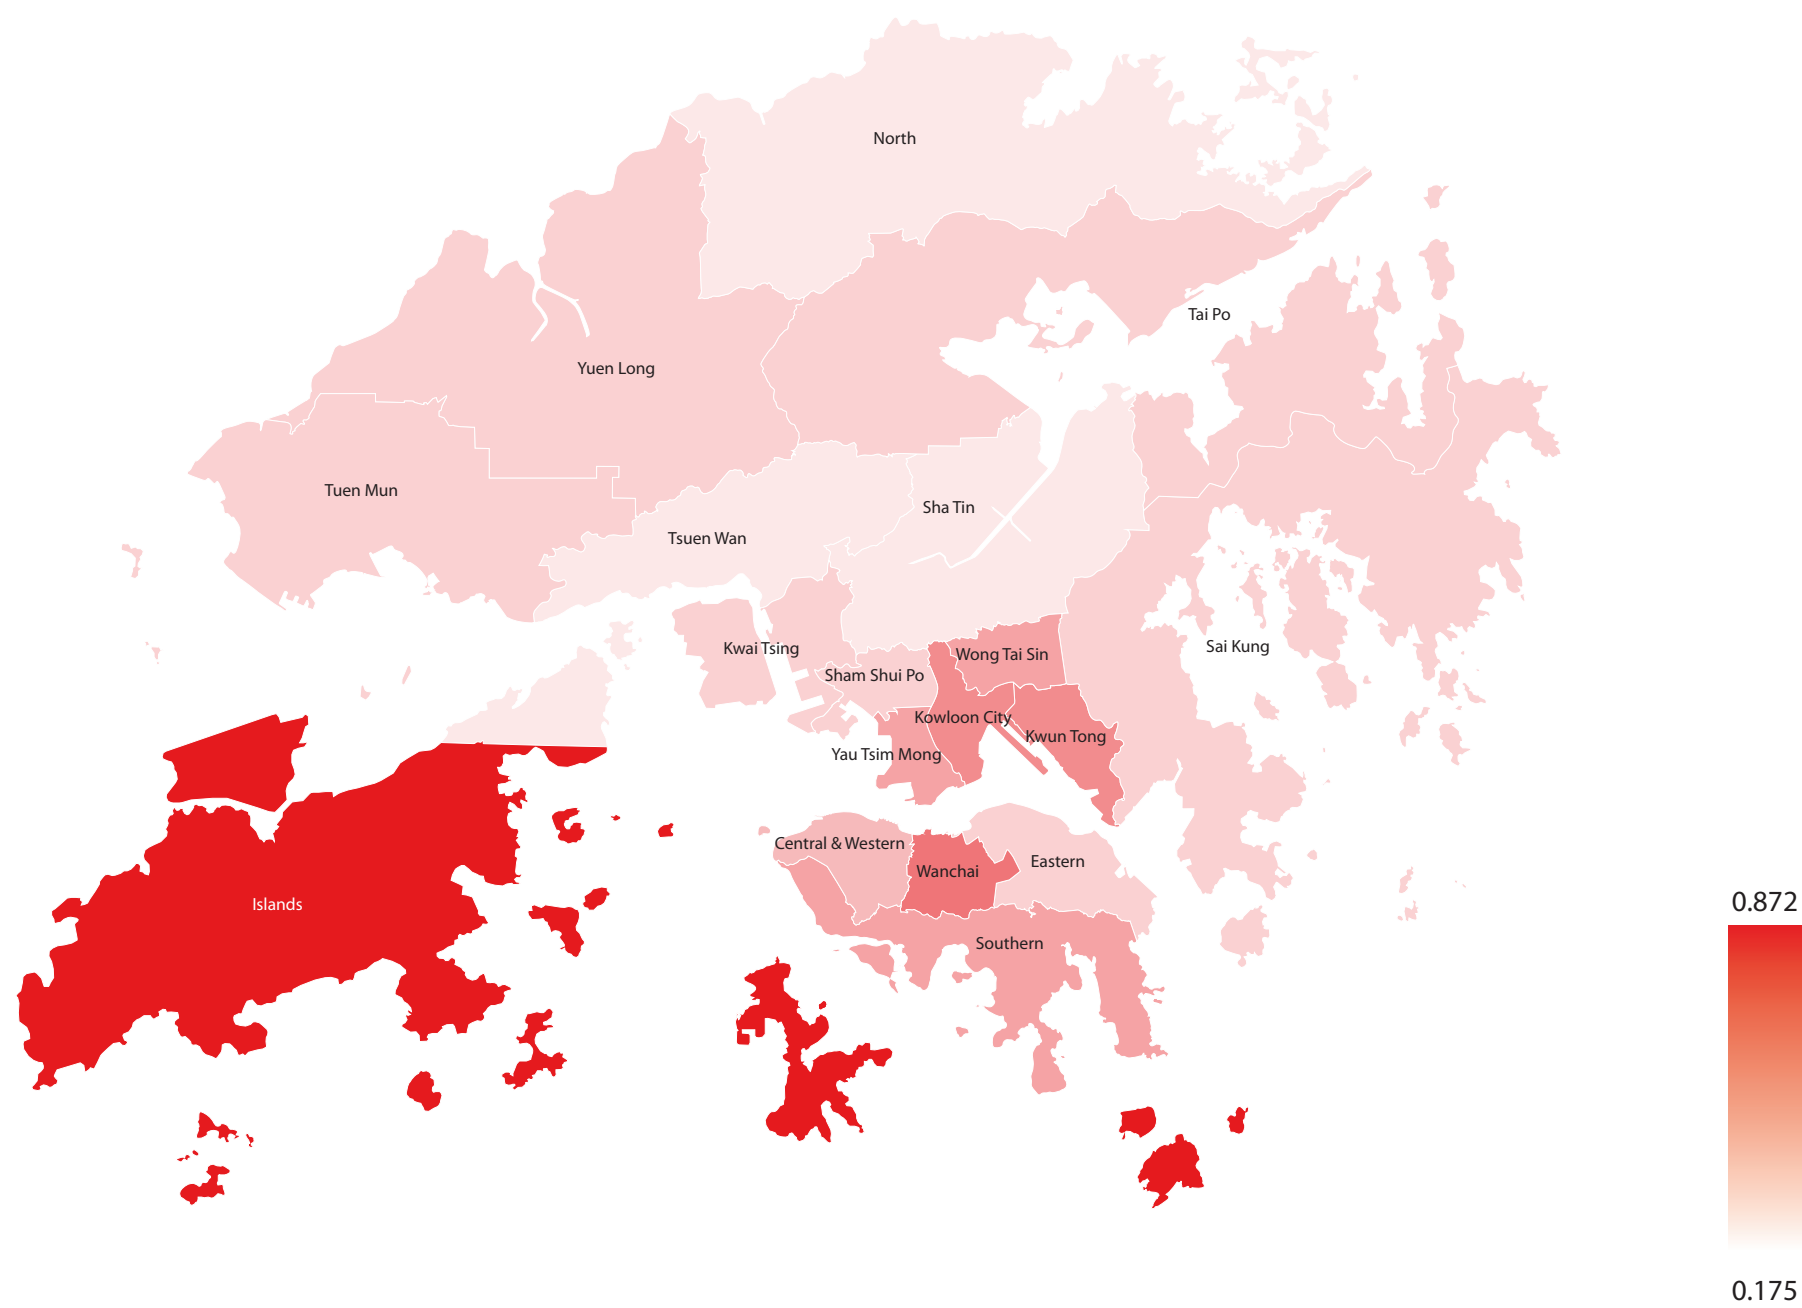 North
Tai Po
Yuen Long
Tuen Mun
Sha Tin
Tsuen Wan
Kwai Tsing
Sai Kung
Wong Tai Sin
Sham Shui Po
Kowloon City
Kwun Tong
Yau Tsim Mong
Central & Western
Eastern
Wanchai
Islands
Southern
0.872
0.175